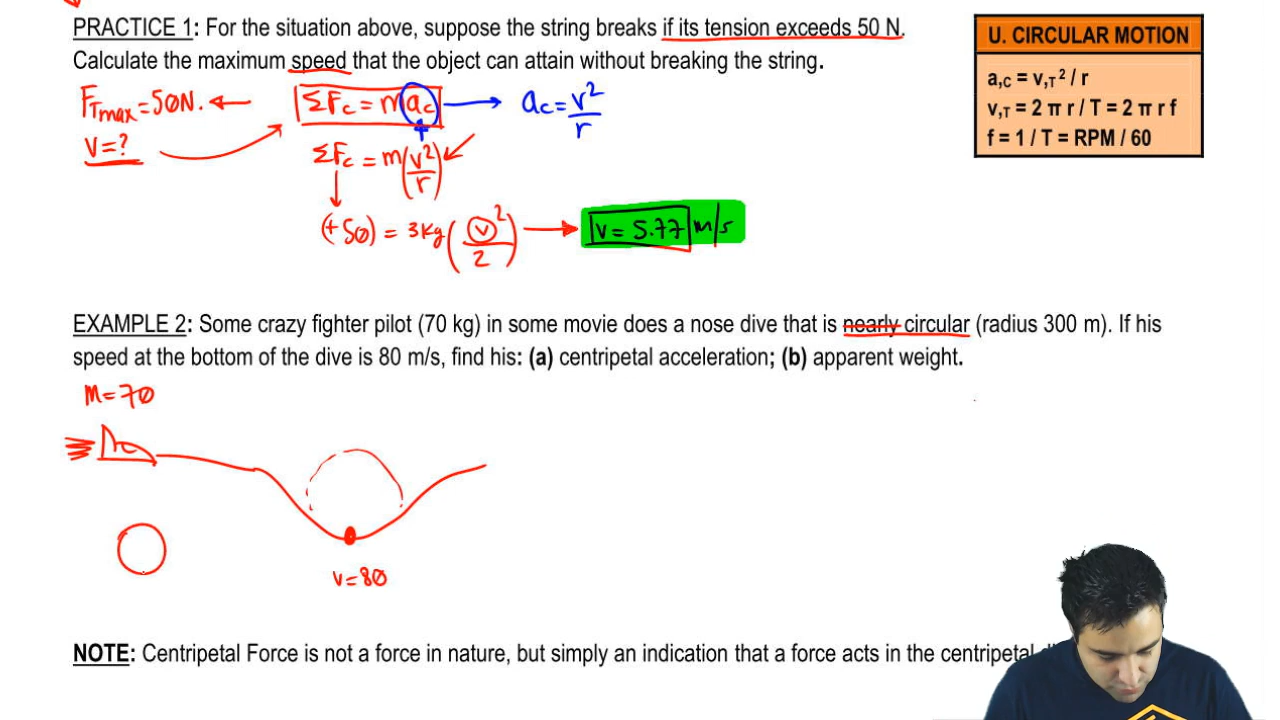 PRACTICE 1: For the situation above, suppose the string breaks if its tension exceeds 50 N.
Calculate the maximum speed that the object can attain without breaking the string.
U. CIRCULAR MOTION
a,c = v,T² / r
v,T = 2 π r / T = 2 π r f
f = 1 / T = RPM / 60
FTmax = 50N.
ΣFc = m ac
ac = v²/r
v = ?
ΣFc = m(v²/r)
(+50) = 3kg (v²/2)
v = 5.77 m/s
EXAMPLE 2: Some crazy fighter pilot (70 kg) in some movie does a nose dive that is nearly circular (radius 300 m). If his
speed at the bottom of the dive is 80 m/s, find his: (a) centripetal acceleration; (b) apparent weight.
m = 70
v = 80
NOTE: Centripetal Force is not a force in nature, but simply an indication that a force acts in the centripetal